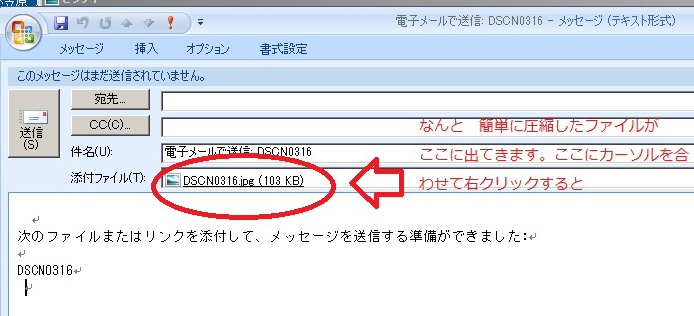 電子メールで送信: DSCN0316 - メッセージ (テキスト形式)
メッセージ 挿入 オプション 書式設定
このメッセージはまだ送信されていません。
宛先...
送信
(S)
CC(C)...
なんと 簡単に圧縮したファイルが
件名(U):
電子メールで送信: DSCN0316
ここに出てきます。ここにカーソルを合
添付ファイル(T):
DSCN0316.jpg (103 KB)
わせて右クリックすると
次のファイルまたはリンクを添付して、メッセージを送信する準備ができました:
DSCN0316